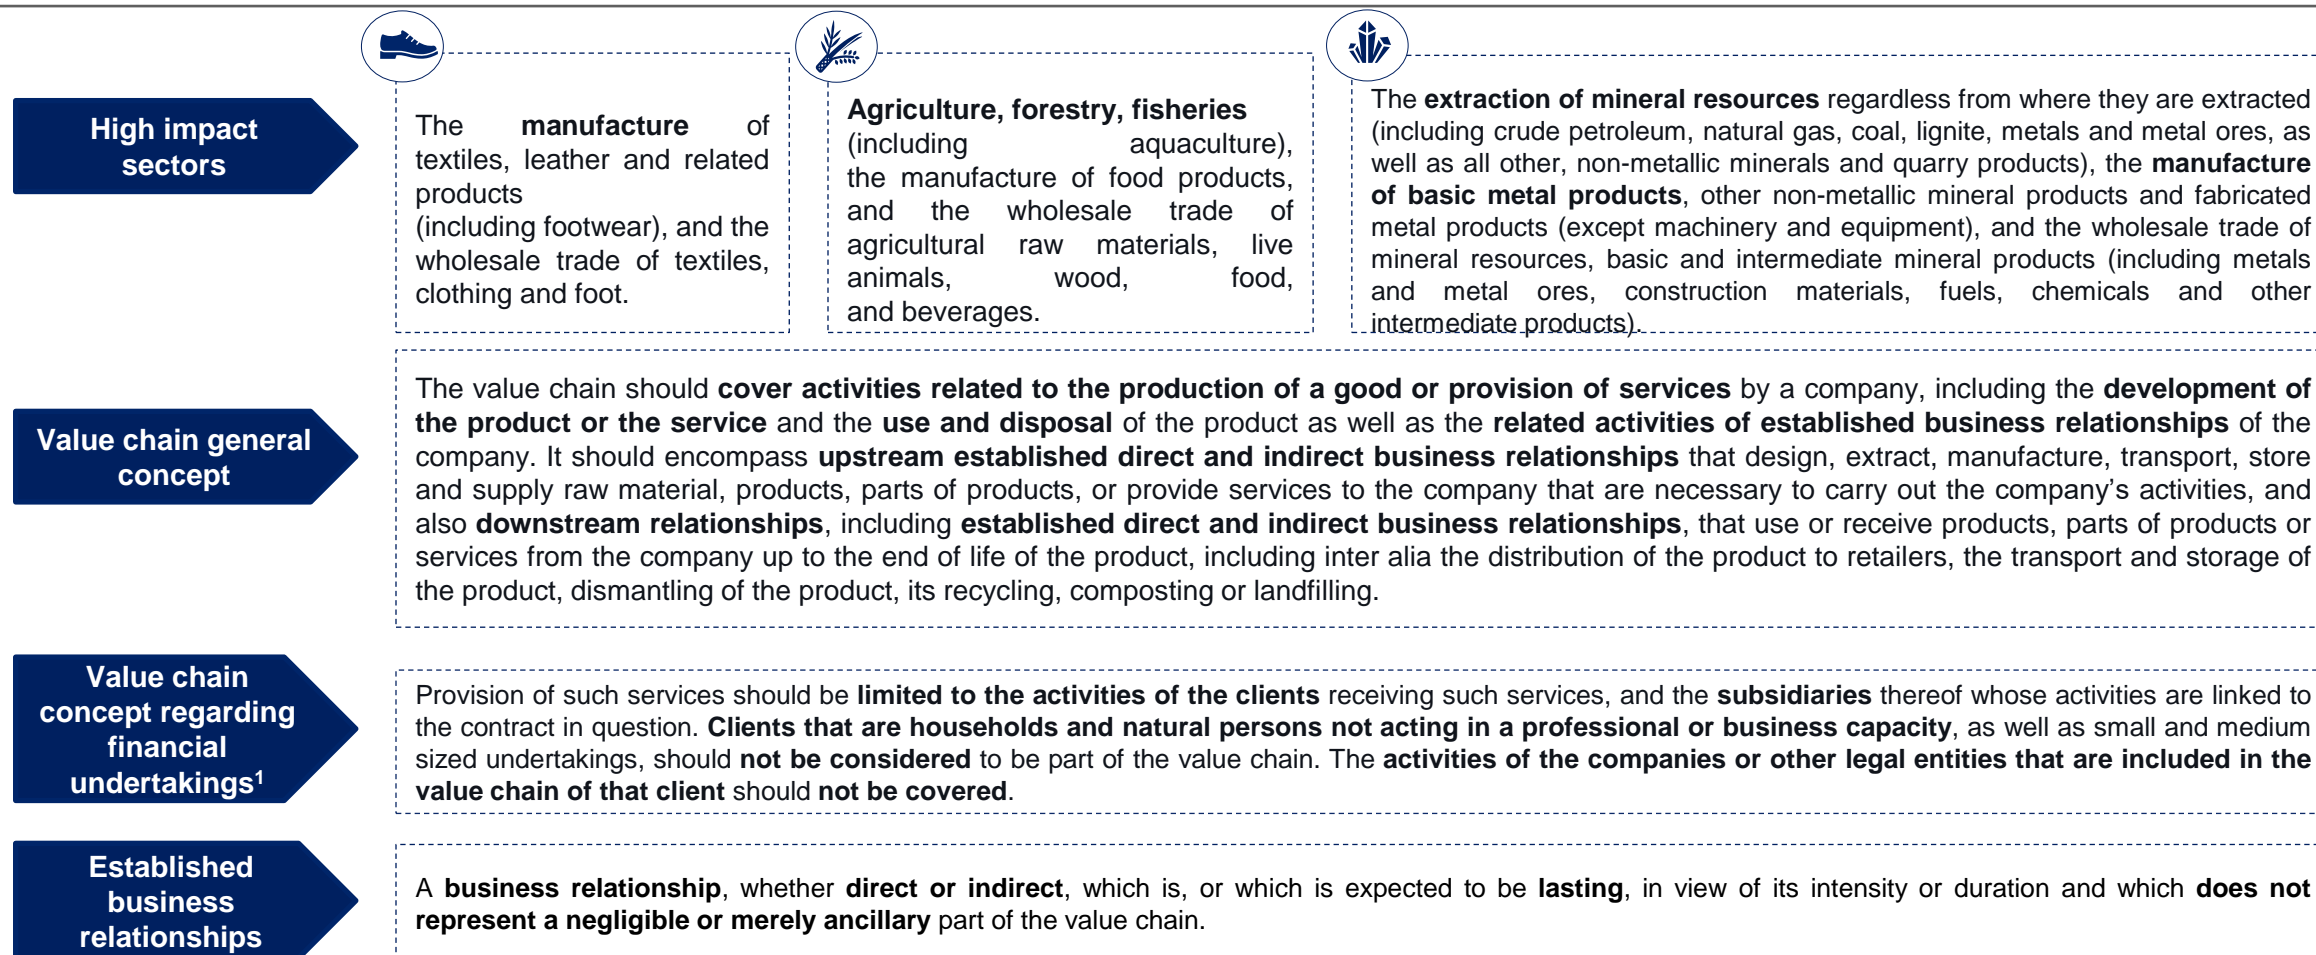 High impact
sectors
The manufacture of
textiles, leather and related
products
(including footwear), and the
wholesale trade of textiles,
clothing and foot.
Agriculture, forestry, fisheries
(including aquaculture),
the manufacture of food products,
and the wholesale trade of
agricultural raw materials, live
animals, wood, food,
and beverages.
The extraction of mineral resources regardless from where they are extracted
(including crude petroleum, natural gas, coal, lignite, metals and metal ores, as
well as all other, non-metallic minerals and quarry products), the manufacture
of basic metal products, other non-metallic mineral products and fabricated
metal products (except machinery and equipment), and the wholesale trade of
mineral resources, basic and intermediate mineral products (including metals
and metal ores, construction materials, fuels, chemicals and other
intermediate products).
Value chain general
concept
The value chain should cover activities related to the production of a good or provision of services by a company, including the development of
the product or the service and the use and disposal of the product as well as the related activities of established business relationships of the
company. It should encompass upstream established direct and indirect business relationships that design, extract, manufacture, transport, store
and supply raw material, products, parts of products, or provide services to the company that are necessary to carry out the company’s activities, and
also downstream relationships, including established direct and indirect business relationships, that use or receive products, parts of products or
services from the company up to the end of life of the product, including inter alia the distribution of the product to retailers, the transport and storage of
the product, dismantling of the product, its recycling, composting or landfilling.
Value chain
concept regarding
financial
undertakings¹
Provision of such services should be limited to the activities of the clients receiving such services, and the subsidiaries thereof whose activities are linked to
the contract in question. Clients that are households and natural persons not acting in a professional or business capacity, as well as small and medium
sized undertakings, should not be considered to be part of the value chain. The activities of the companies or other legal entities that are included in the
value chain of that client should not be covered.
Established
business
relationships
A business relationship, whether direct or indirect, which is, or which is expected to be lasting, in view of its intensity or duration and which does not
represent a negligible or merely ancillary part of the value chain.